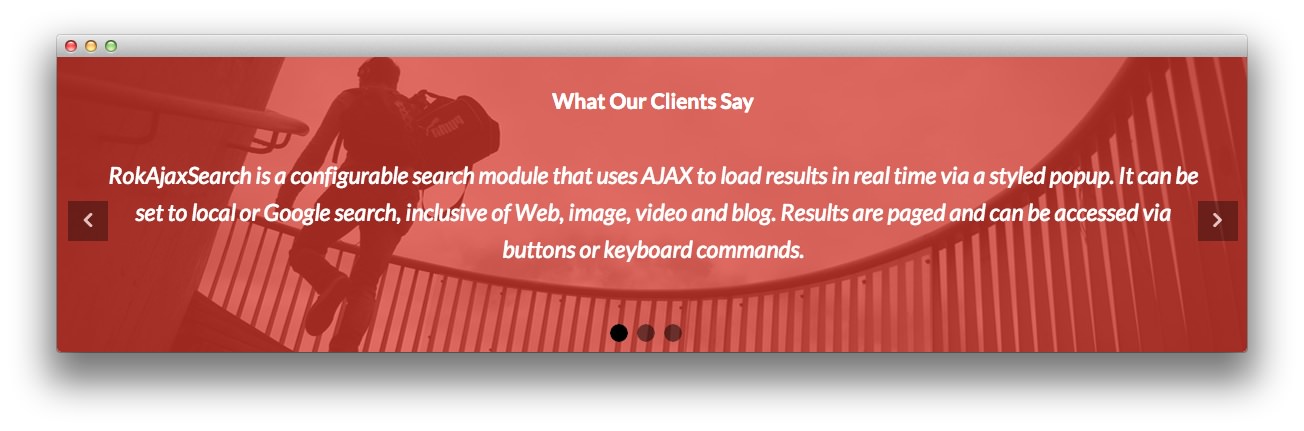 What Our Clients Say
RokAjaxSearch is a configurable search module that uses AJAX to load results in real time via a styled popup. It can be
set to local or Google search, inclusive of Web, image, video and blog. Results are paged and can be accessed via
buttons or keyboard commands.